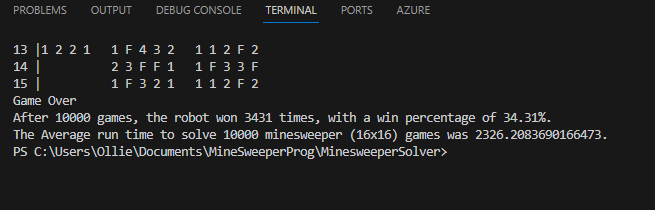 PROBLEMS OUTPUT DEBUG CONSOLE TERMINAL PORTS AZURE
13 |1 2 2 1   1 F 4 3 2   1 1 2 F 2
14 |          2 3 F F 1   1 F 3 3 F
15 |          1 F 3 2 1   1 1 2 F 2
Game Over
After 10000 games, the robot won 3431 times, with a win percentage of 34.31%.
The Average run time to solve 10000 minesweeper (16x16) games was 2326.2083690166473.
PS C:\Users\Ollie\Documents\MineSweeperProg\MinesweeperSolver>